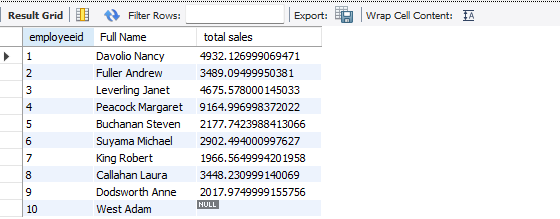 Result Grid Filter Rows: Export: Wrap Cell Content: IA
employeeid Full Name total sales
1 Davolio Nancy 4932.126999069471
2 Fuller Andrew 3489.09499950381
3 Leverling Janet 4675.578000145033
4 Peacock Margaret 9164.996998372022
5 Buchanan Steven 2177.7423988413066
6 Suyama Michael 2902.494000997627
7 King Robert 1966.5649994201958
8 Callahan Laura 3448.230999140069
9 Dodsworth Anne 2017.9749999155756
10 West Adam NULL